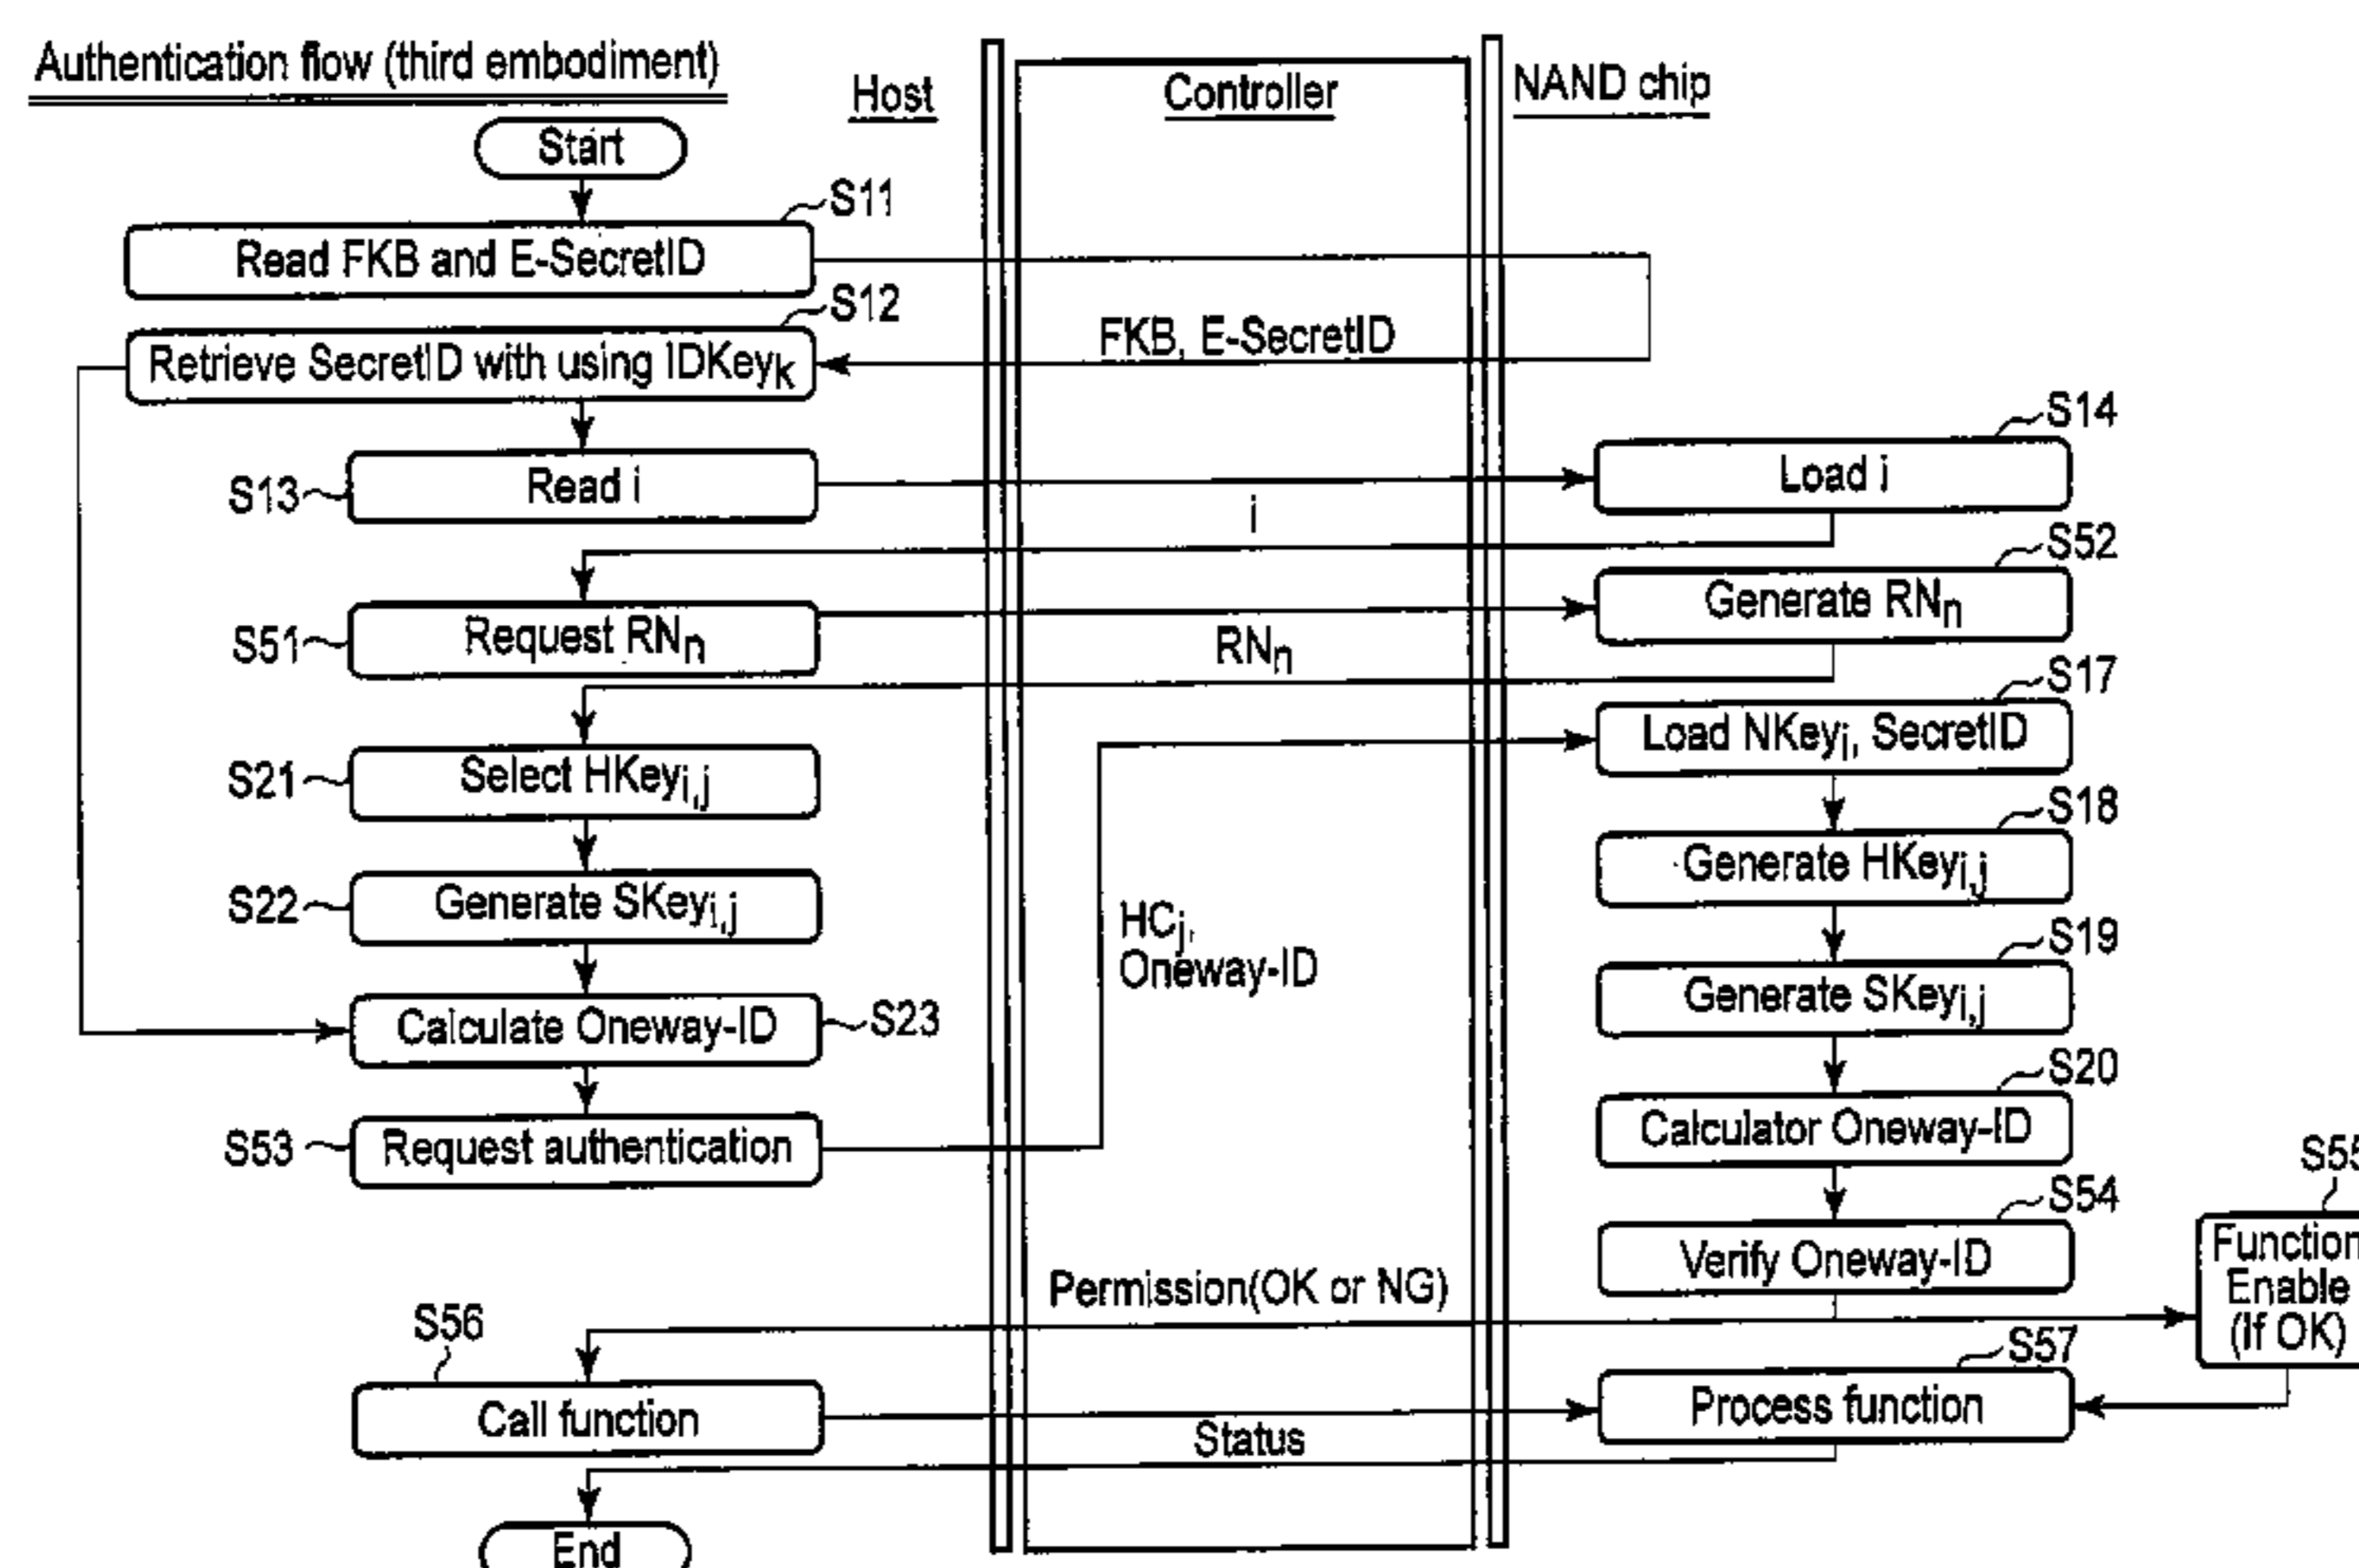 Authentication flow (third embodiment)
Host
Controller
NAND chip
Start
S11
Read FKB and E-SecretID
S12
FKB, E-SecretID
Retrieve SecretID with using IDKeyk
S14
Load i
S13
Read i
i
S52
Generate RNn
S51
Request RNn
RNn
S17
Load NKeyi, SecretID
S21
Select HKeyi,j
S18
Generate HKeyi,j
S22
Generate SKeyi,j
HCj,
Oneway-ID
S19
Generate SKeyi,j
Calculate Oneway-ID
S23
S20
Calculator Oneway-ID
S53
Request authentication
S54
Verify Oneway-ID
S55
Function
Enable
(If OK)
Permission(OK or NG)
S56
Call function
S57
Process function
Status
End